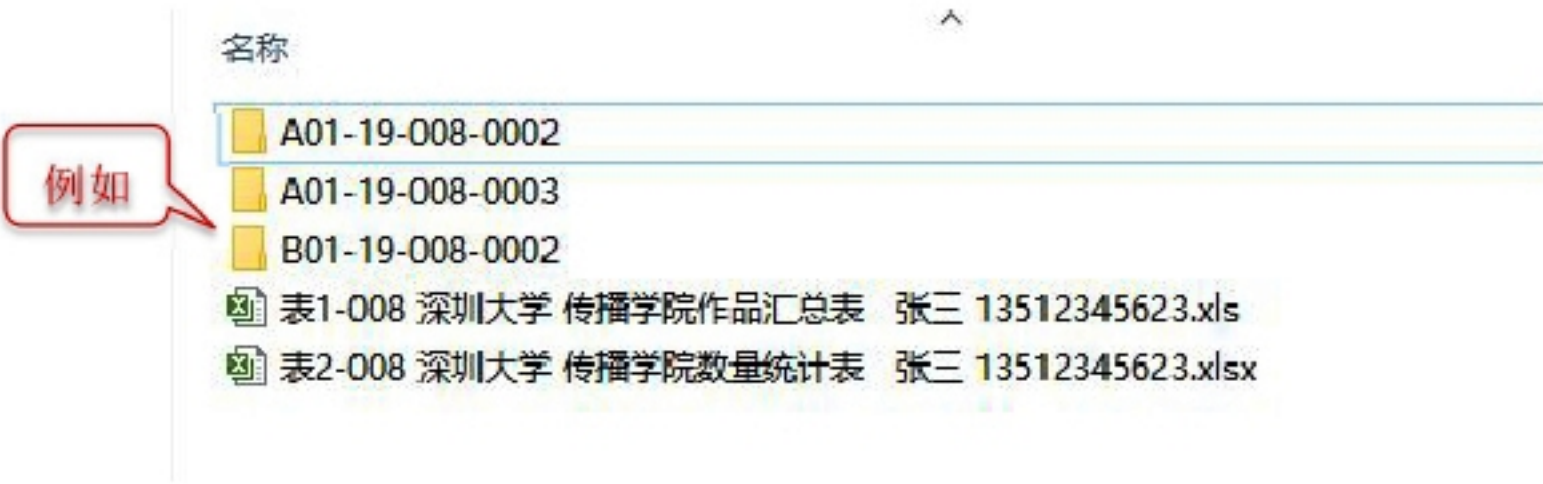 名称
A01-19-008-0002
A01-19-008-0003
例如
B01-19-008-0002
表1-008 深圳大学 传播学院作品汇总表 张三 13512345623.xls
表2-008 深圳大学 传播学院数量统计表 张三 13512345623.xlsx